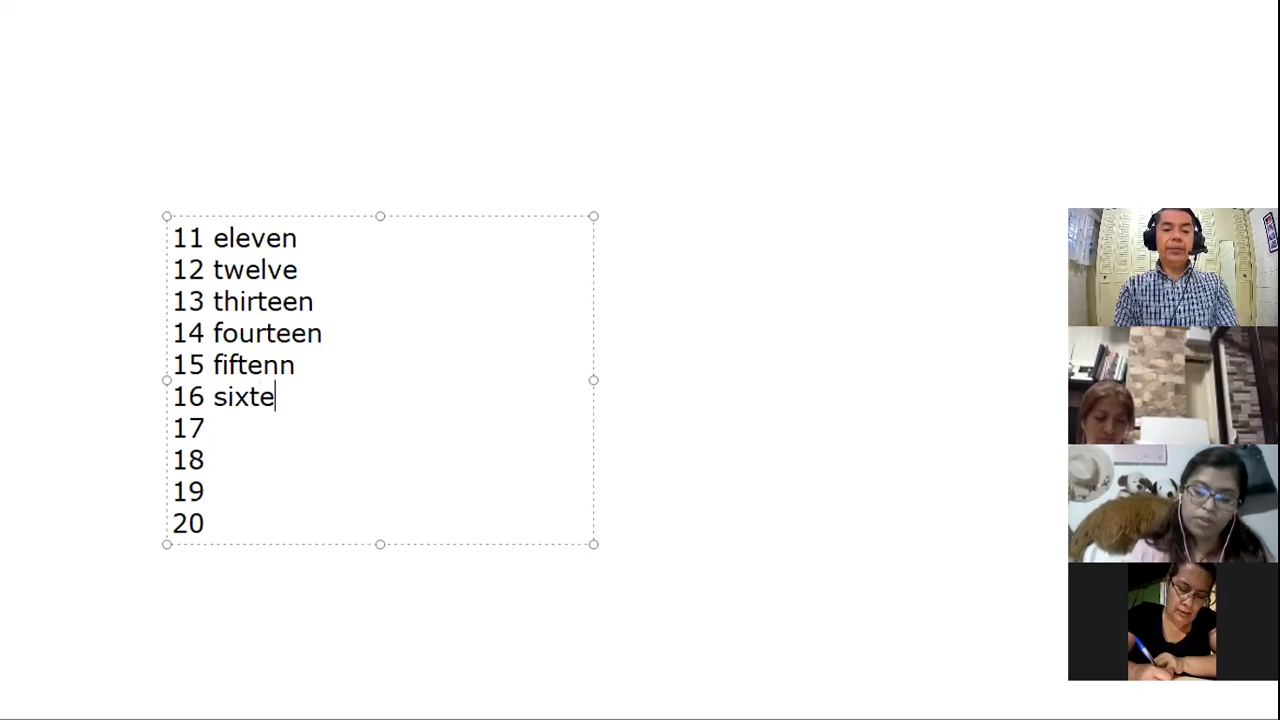 11 eleven
12 twelve
13 thirteen
14 fourteen
15 fiftenn
16 sixte
17
18
19
20